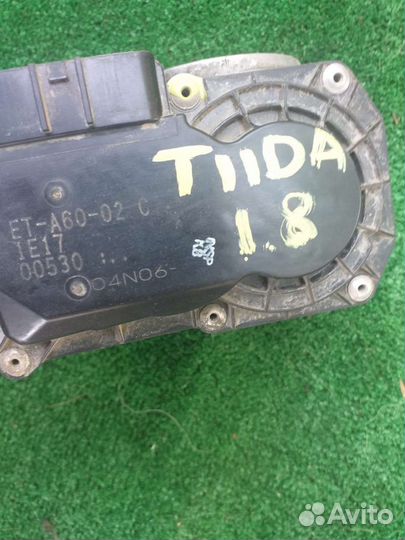 TIIDA
1.8
ET-A60-02 C
1E17
00530
04N06-
Avito